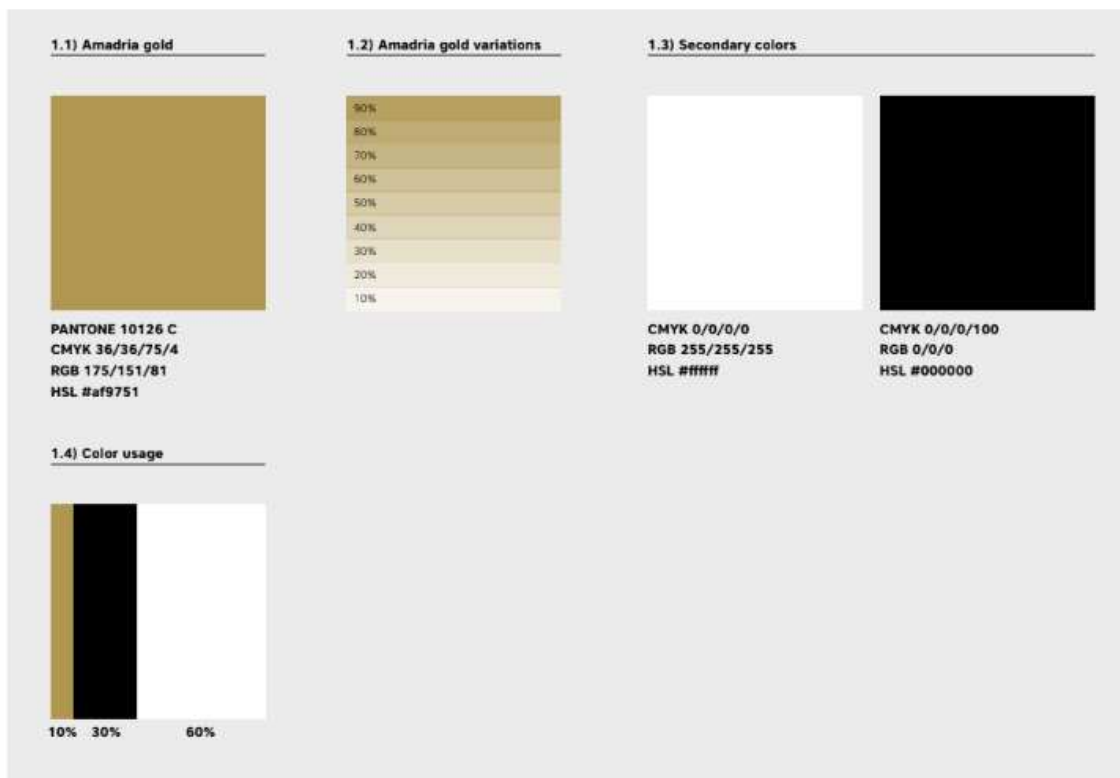 1.1) Amadria gold
1.2) Amadria gold variations
1.3) Secondary colors
90%
80%
70%
60%
50%
40%
30%
20%
10%
PANTONE 10126 C
CMYK 36/36/75/4
RGB 175/151/81
HSL #af9751
CMYK 0/0/0/0
RGB 255/255/255
HSL #ffffff
CMYK 0/0/0/100
RGB 0/0/0
HSL #000000
1.4) Color usage
10% 30% 60%